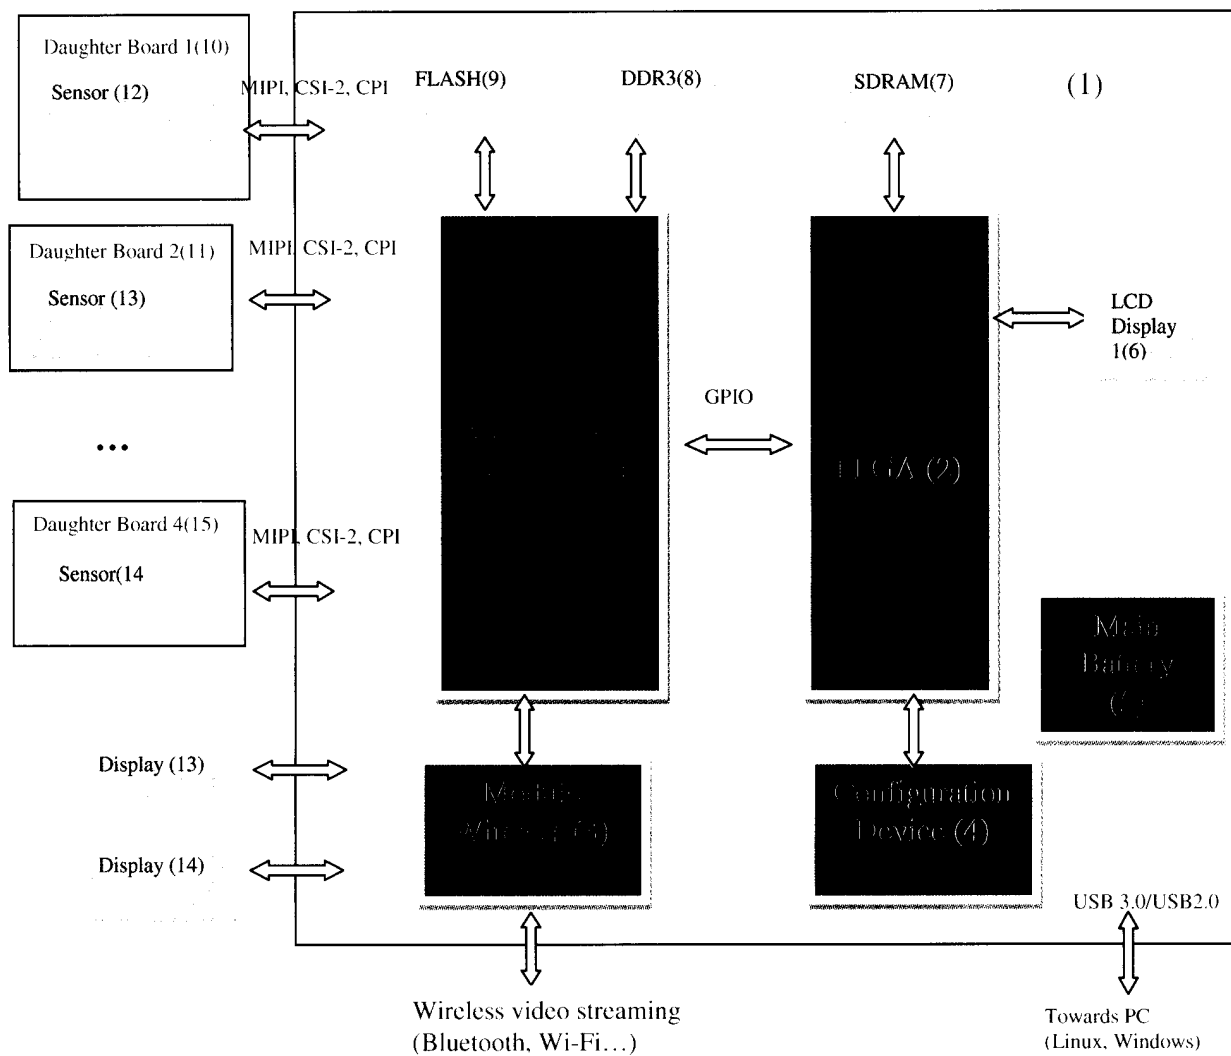 Daughter Board 1(10)
Sensor (12)
MIPI, CSI-2, CPI
FLASH(9)
DDR3(8)
SDRAM(7)
(1)
Daughter Board 2(11)
Sensor (13)
MIPI, CSI-2, CPI
LCD
Display
1(6)
GPIO
(2)
...
Daughter Board 4(15)
Sensor(14
MIPI, CSI-2, CPI
Main
Battery
Display (13)
Configuration
Device (4)
Display (14)
USB 3.0/USB2.0
Wireless video streaming
(Bluetooth, Wi-Fi...)
Towards PC
(Linux, Windows)